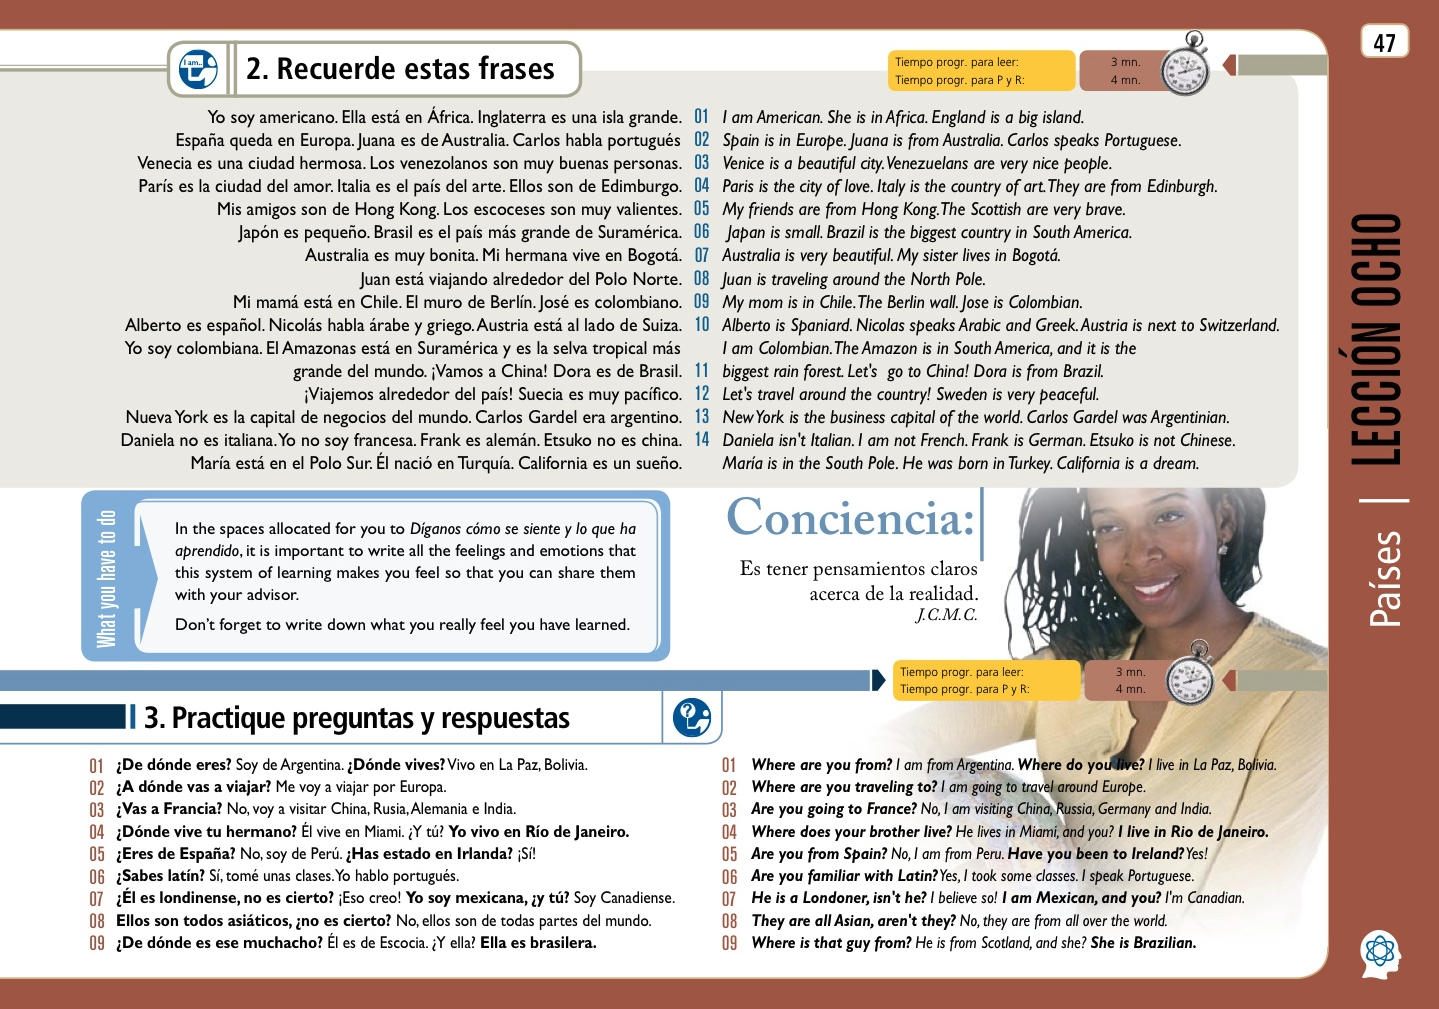 47
I am...
2. Recuerde estas frases
Tiempo progr. para leer: 3 mn.
Tiempo progr. para P y R: 4 mn.
Yo soy americano. Ella está en África. Inglaterra es una isla grande. 01 I am American. She is in Africa. England is a big island.
España queda en Europa. Juana es de Australia. Carlos habla portugués 02 Spain is in Europe. Juana is from Australia. Carlos speaks Portuguese.
Venecia es una ciudad hermosa. Los venezolanos son muy buenas personas. 03 Venice is a beautiful city. Venezuelans are very nice people.
París es la ciudad del amor. Italia es el país del arte. Ellos son de Edimburgo. 04 Paris is the city of love. Italy is the country of art. They are from Edinburgh.
Mis amigos son de Hong Kong. Los escoceses son muy valientes. 05 My friends are from Hong Kong. The Scottish are very brave.
Japón es pequeño. Brasil es el país más grande de Suramérica. 06 Japan is small. Brazil is the biggest country in South America.
Australia es muy bonita. Mi hermana vive en Bogotá. 07 Australia is very beautiful. My sister lives in Bogotá.
Juan está viajando alrededor del Polo Norte. 08 Juan is traveling around the North Pole.
Mi mamá está en Chile. El muro de Berlín. José es colombiano. 09 My mom is in Chile. The Berlin wall. Jose is Colombian.
Alberto es español. Nicolás habla árabe y griego. Austria está al lado de Suiza. 10 Alberto is Spaniard. Nicolas speaks Arabic and Greek. Austria is next to Switzerland.
Yo soy colombiana. El Amazonas está en Suramérica y es la selva tropical más I am Colombian. The Amazon is in South America, and it is the
grande del mundo. ¡Vamos a China! Dora es de Brasil. 11 biggest rain forest. Let's go to China! Dora is from Brazil.
¡Viajemos alrededor del país! Suecia es muy pacífico. 12 Let's travel around the country! Sweden is very peaceful.
Nueva York es la capital de negocios del mundo. Carlos Gardel era argentino. 13 New York is the business capital of the world. Carlos Gardel was Argentinian.
Daniela no es italiana. Yo no soy francesa. Frank es alemán. Etsuko no es china. 14 Daniela isn't Italian. I am not French. Frank is German. Etsuko is not Chinese.
María está en el Polo Sur. Él nació en Turquía. California es un sueño. María is in the South Pole. He was born in Turkey. California is a dream.
What you have to do
In the spaces allocated for you to Díganos cómo se siente y lo que ha
aprendido, it is important to write all the feelings and emotions that
this system of learning makes you feel so that you can share them
with your advisor.
Don't forget to write down what you really feel you have learned.
Conciencia:
Es tener pensamientos claros
acerca de la realidad.
J.C.M.C.
LECCIÓN OCHO
Países
Tiempo progr. para leer: 3 mn.
Tiempo progr. para P y R: 4 mn.
3. Practique preguntas y respuestas
?
01 ¿De dónde eres? Soy de Argentina. ¿Dónde vives? Vivo en La Paz, Bolivia.
02 ¿A dónde vas a viajar? Me voy a viajar por Europa.
03 ¿Vas a Francia? No, voy a visitar China, Rusia, Alemania e India.
04 ¿Dónde vive tu hermano? Él vive en Miami. ¿Y tú? Yo vivo en Río de Janeiro.
05 ¿Eres de España? No, soy de Perú. ¿Has estado en Irlanda? ¡Sí!
06 ¿Sabes latín? Sí, tomé unas clases. Yo hablo portugués.
07 ¿Él es londinense, no es cierto? ¡Eso creo! Yo soy mexicana, ¿y tú? Soy Canadiense.
08 Ellos son todos asiáticos, ¿no es cierto? No, ellos son de todas partes del mundo.
09 ¿De dónde es ese muchacho? Él es de Escocia. ¿Y ella? Ella es brasilera.
01 Where are you from? I am from Argentina. Where do you live? I live in La Paz, Bolivia.
02 Where are you traveling to? I am going to travel around Europe.
03 Are you going to France? No, I am visiting China, Russia, Germany and India.
04 Where does your brother live? He lives in Miami, and you? I live in Rio de Janeiro.
05 Are you from Spain? No, I am from Peru. Have you been to Ireland? Yes!
06 Are you familiar with Latin? Yes, I took some classes. I speak Portuguese.
07 He is a Londoner, isn't he? I believe so! I am Mexican, and you? I'm Canadian.
08 They are all Asian, aren't they? No, they are from all over the world.
09 Where is that guy from? He is from Scotland, and she? She is Brazilian.